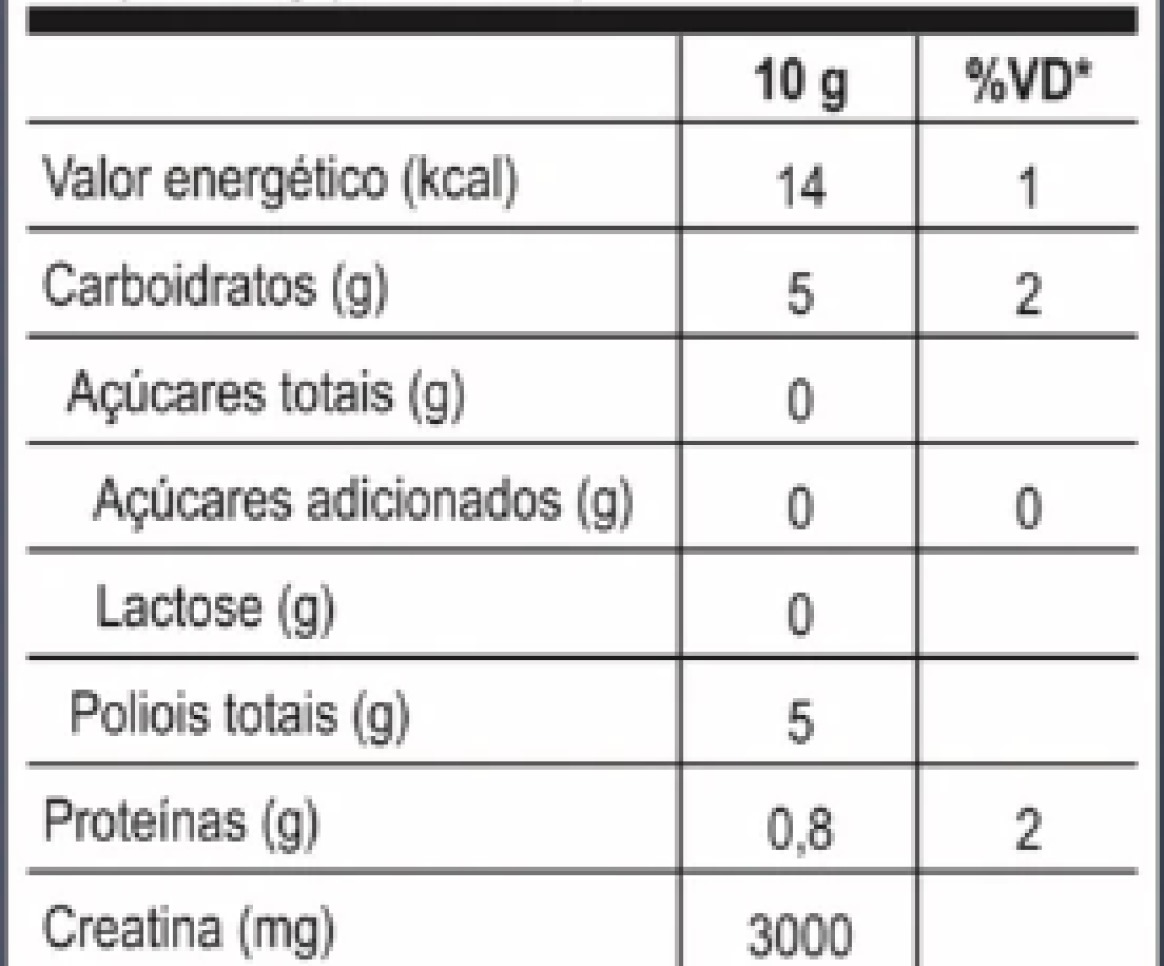 10 g %VD*
Valor energético (kcal) 14 1
Carboidratos (g) 5 2
Açúcares totais (g) 0
Açúcares adicionados (g) 0 0
Lactose (g) 0
Poliois totais (g) 5
Proteínas (g) 0,8 2
Creatina (mg) 3000